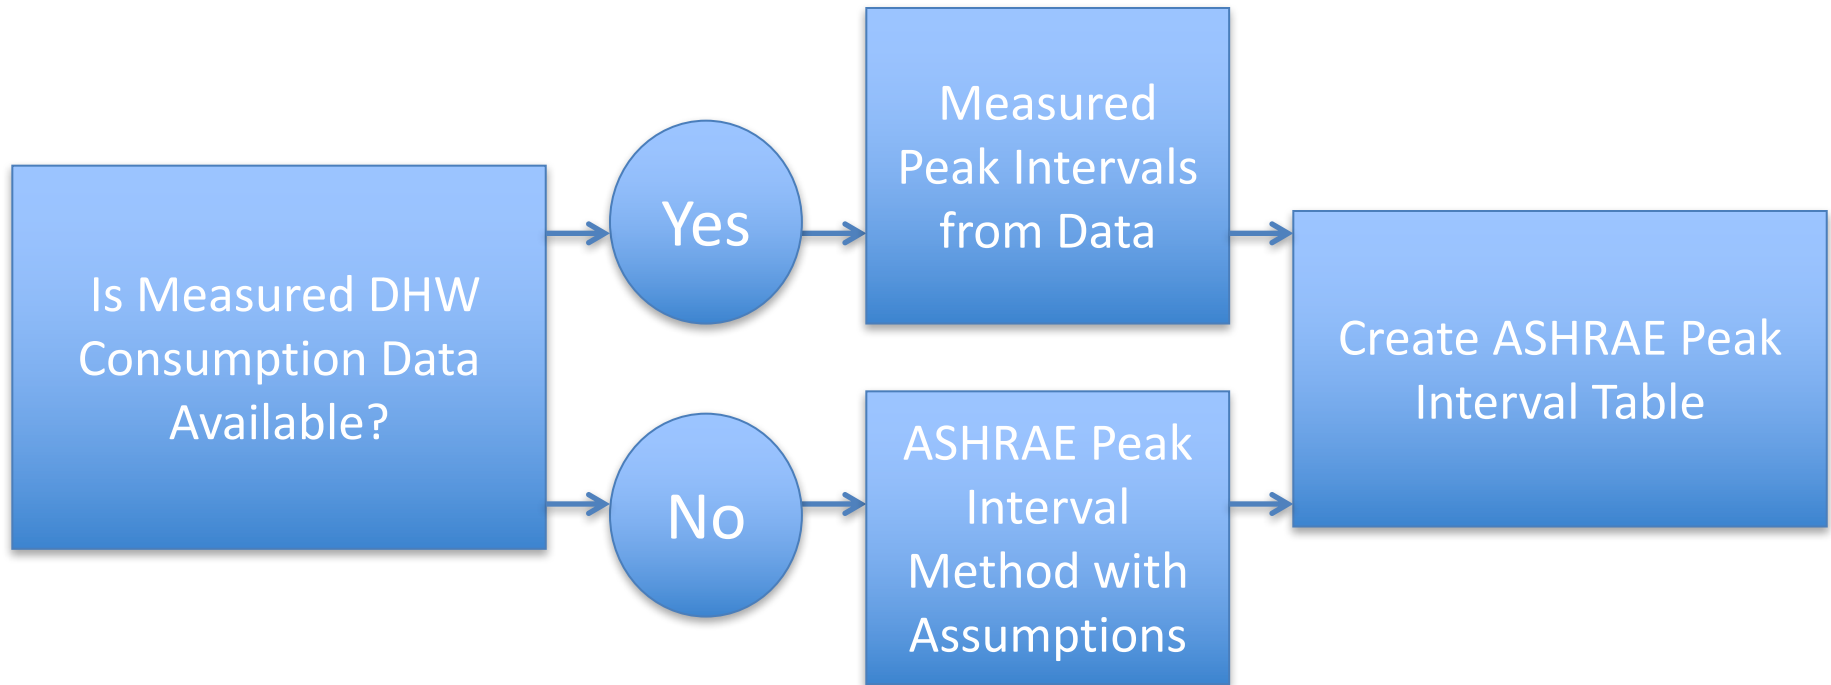 Is Measured DHW
Consumption Data
Available?
Yes
Measured
Peak Intervals
from Data
No
ASHRAE Peak
Interval
Method with
Assumptions
Create ASHRAE Peak
Interval Table